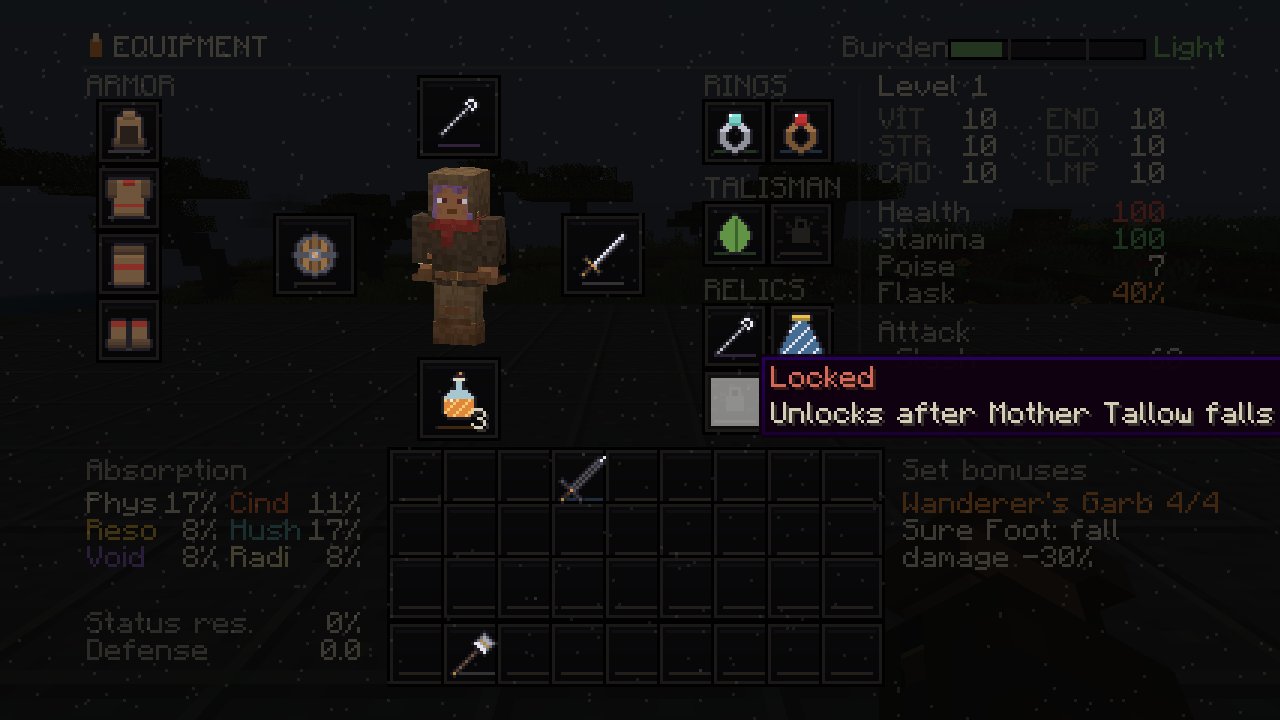 EQUIPMENT
Burden Light
ARMOR
RINGS
Level 1
VIT 10 END 10
STR 10 DEX 10
CAD 10 LMP 10
TALISMAN
Health 100
Stamina 100
Poise 7
Flask 40%
RELICS
Attack
Locked
Unlocks after Mother Tallow falls
3
Absorption
Phys 17% Cind 11%
Reso 8% Hush 17%
Void 8% Radi 8%
Status res. 0%
Defense 0.0
Set bonuses
Wanderer's Garb 4/4
Sure Foot: fall
damage -30%